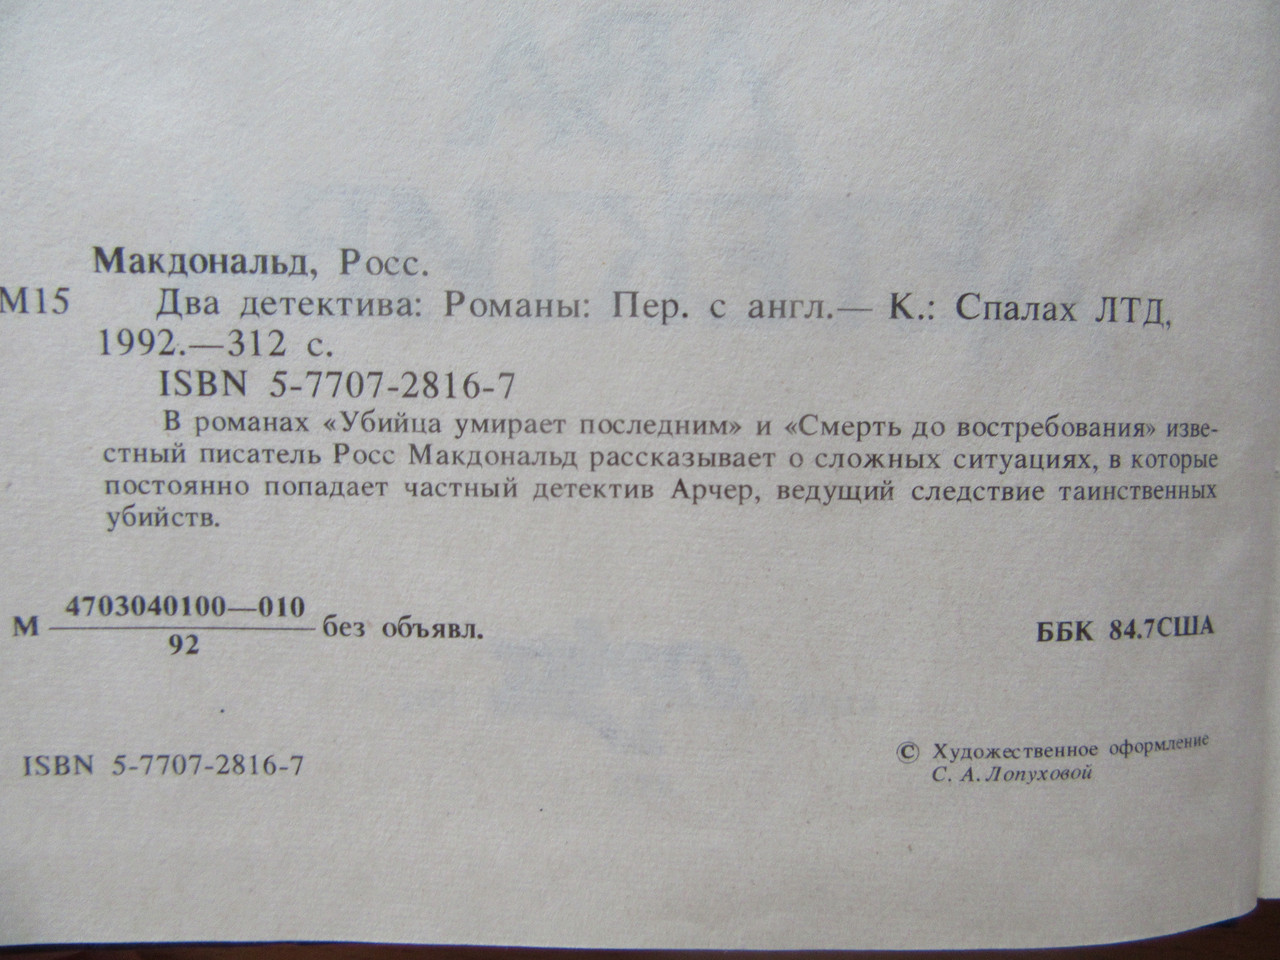 Макдональд, Росс.
М15 Два детектива: Романы: Пер. с англ.— К.: Спалах ЛТД,
1992.—312 с.
ISBN 5-7707-2816-7
В романах «Убийца умирает последним» и «Смерть до востребования» изве-
стный писатель Росс Макдональд рассказывает о сложных ситуациях, в которые
постоянно попадает частный детектив Арчер, ведущий следствие таинственных
убийств.
4703040100—010
М без объявл.
92
ББК 84.7США
ISBN 5-7707-2816-7
© Художественное оформление
С. А. Лопуховой